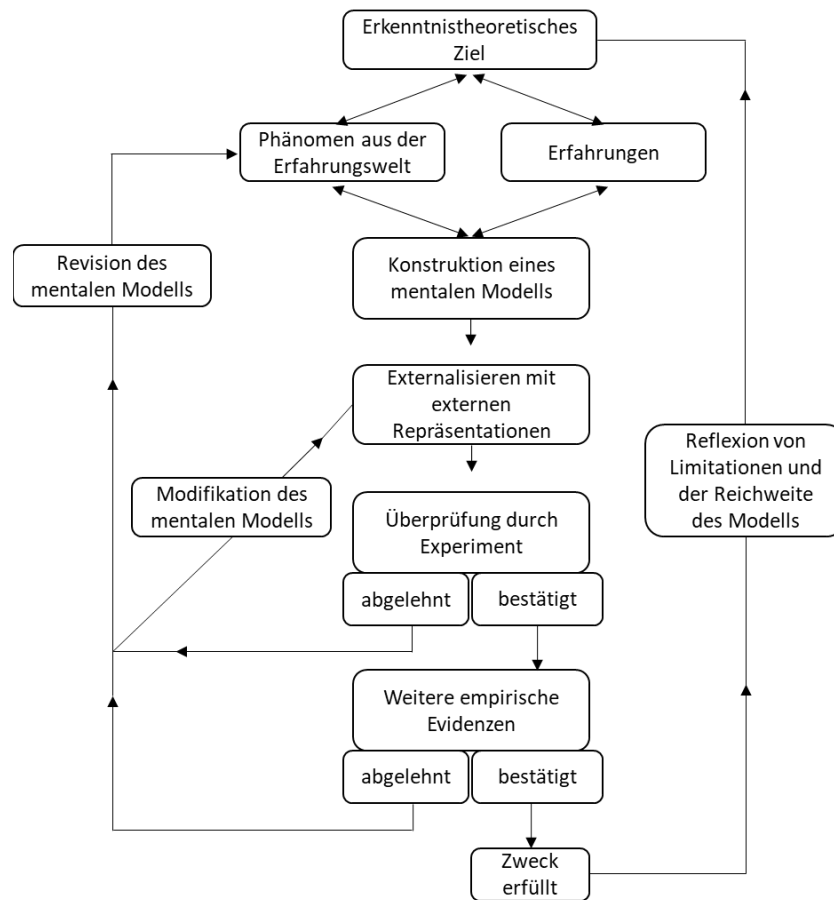 Erkenntnistheoretisches
Ziel
Phänomen aus der
Erfahrungswelt
Erfahrungen
Revision des
mentalen Modells
Konstruktion eines
mentalen Modells
Externalisieren mit
externen
Repräsentationen
Reflexion von
Limitationen und
der Reichweite
des Modells
Modifikation des
mentalen Modells
Überprüfung durch
Experiment
abgelehnt
bestätigt
Weitere empirische
Evidenzen
abgelehnt
bestätigt
Zweck
erfüllt